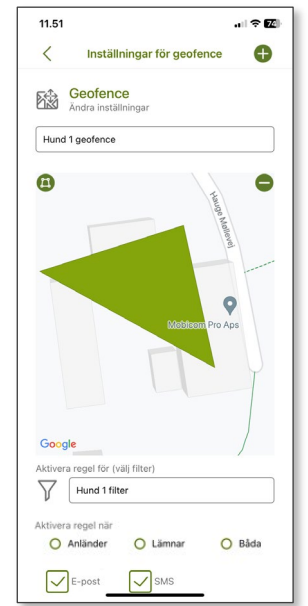 11.51 74
Inställningar för geofence
Geofence
Ändra inställningar
Hund 1 geofence
Hauge Møllevej
Mobicom Pro Aps
Google
Aktivera regel för (välj filter)
Hund 1 filter
Aktivera regel när
Anländer Lämnar Båda
E-post SMS